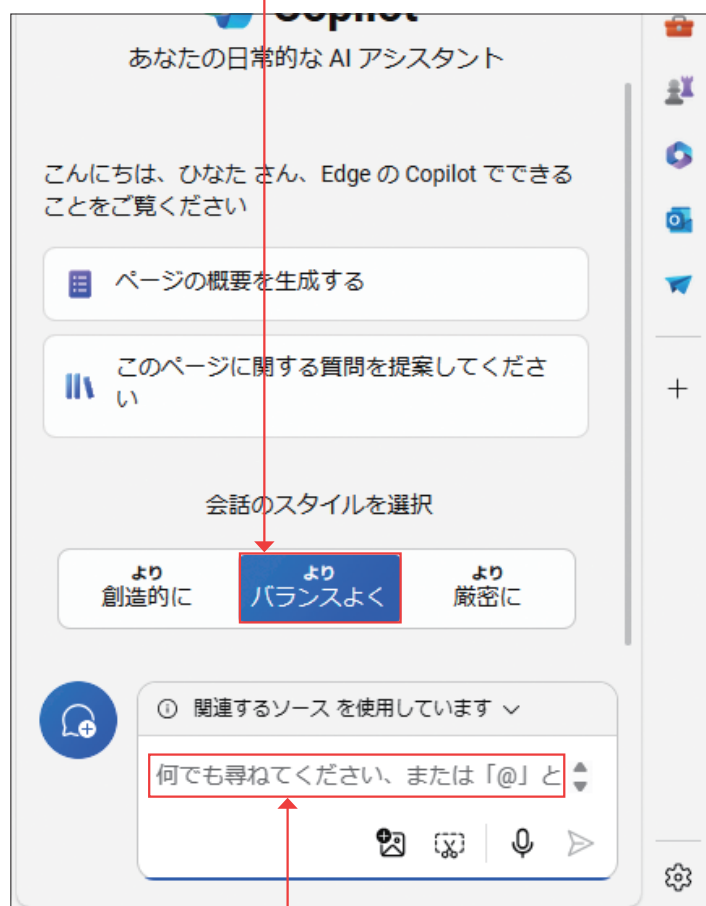 Copilot
あなたの日常的な AI アシスタント
こんにちは、ひなた さん、Edge の Copilot でできる
ことをご覧ください
ページの概要を生成する
このページに関する質問を提案してくださ
い
会話のスタイルを選択
より
創造的に
より
バランスよく
より
厳密に
関連するソース を使用しています
何でも尋ねてください、または「@」と